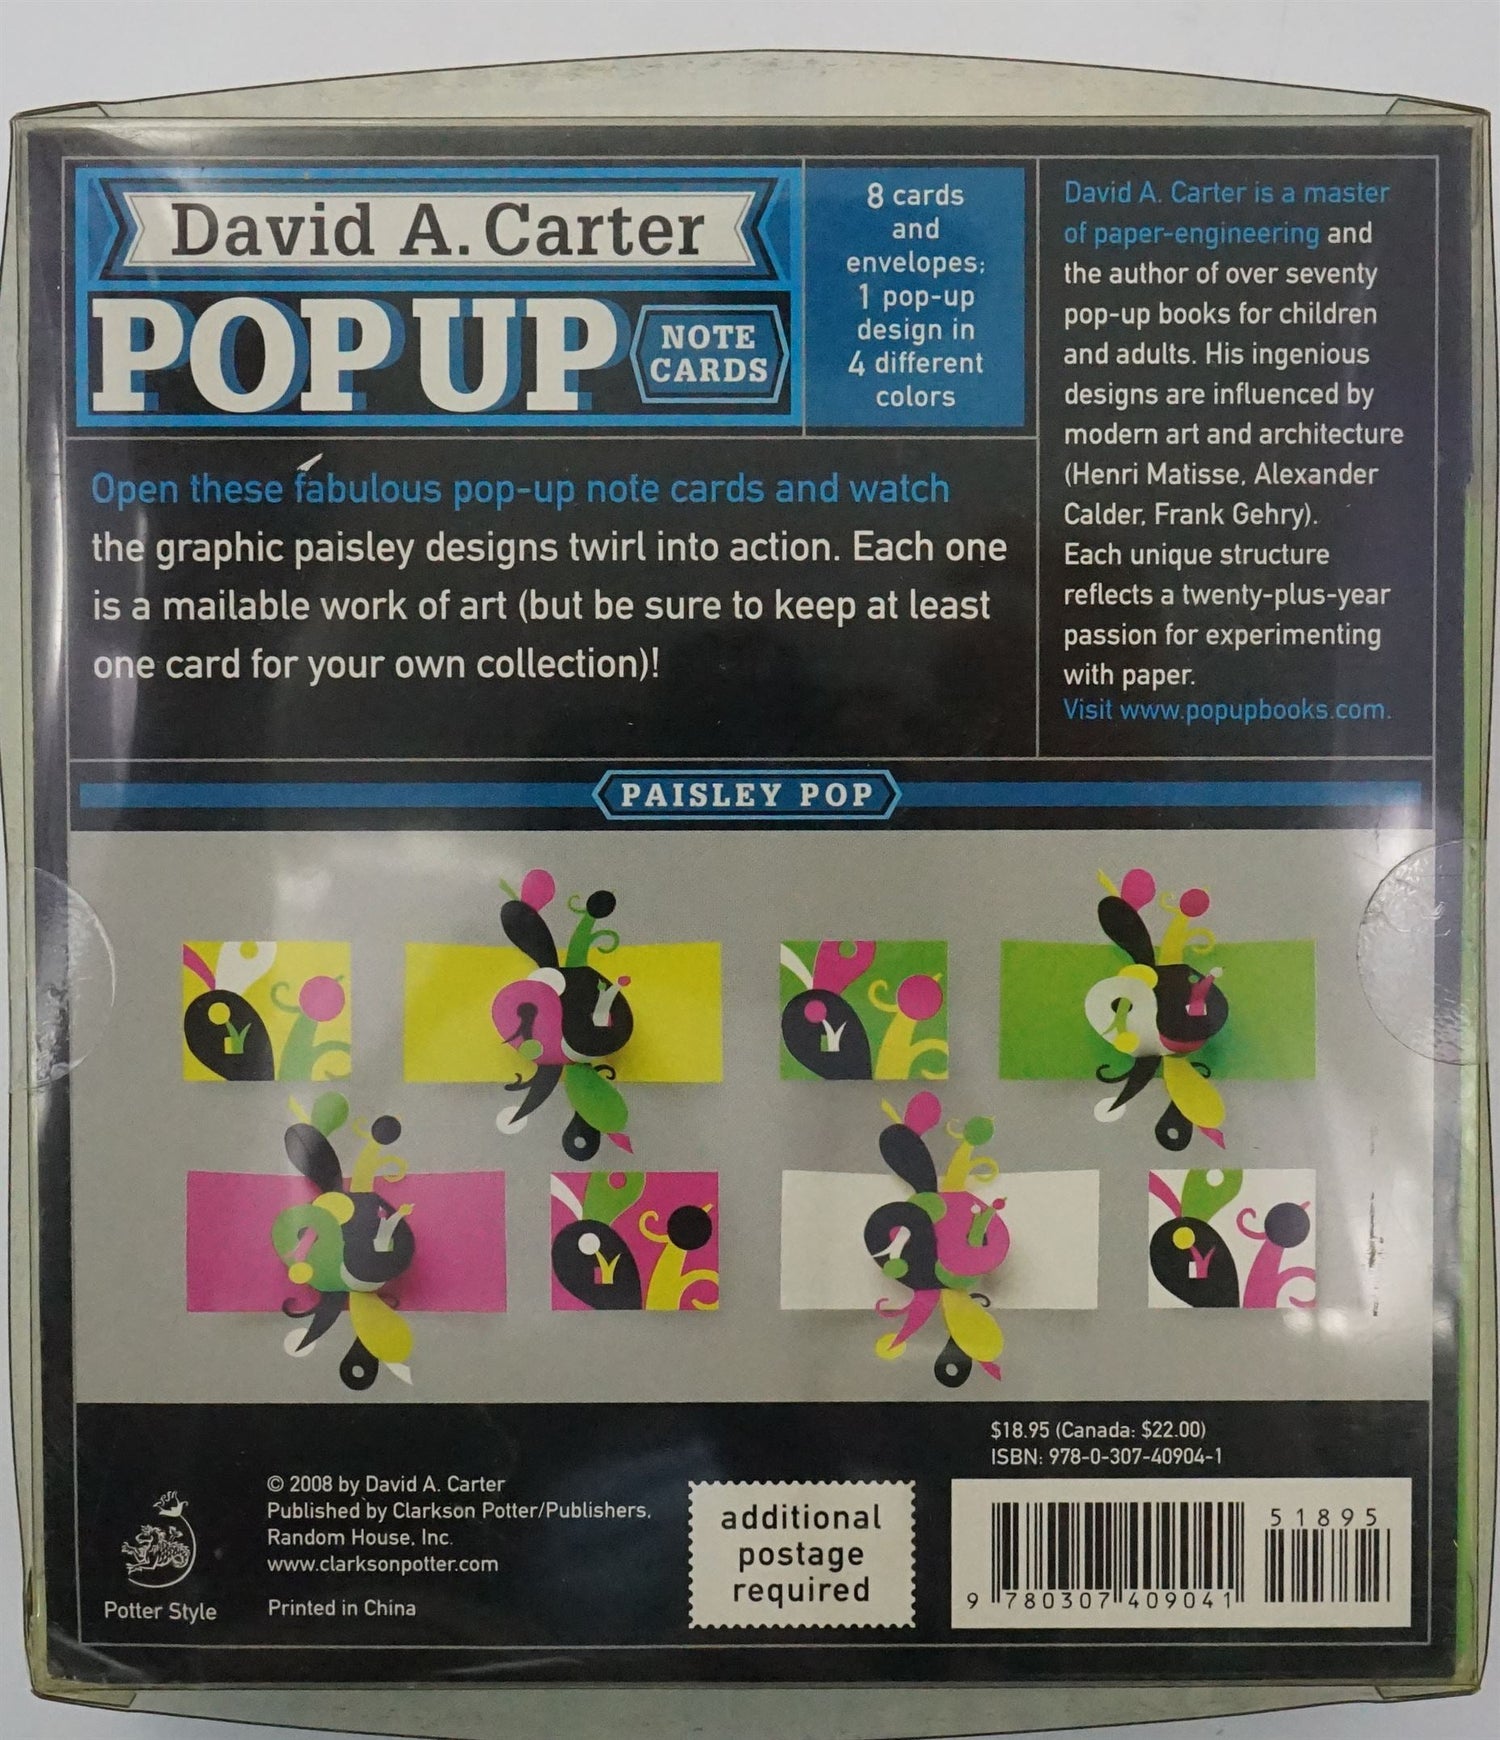 David A. Carter
POP UP
NOTE
CARDS
8 cards
and
envelopes;
1 pop-up
design in
4 different
colors
Open these fabulous pop-up note cards and watch
the graphic paisley designs twirl into action. Each one
is a mailable work of art (but be sure to keep at least
one card for your own collection)!
David A. Carter is a master
of paper-engineering and
the author of over seventy
pop-up books for children
and adults. His ingenious
designs are influenced by
modern art and architecture
(Henri Matisse, Alexander
Calder, Frank Gehry).
Each unique structure
reflects a twenty-plus-year
passion for experimenting
with paper.
Visit www.popupbooks.com.
PAISLEY POP
Potter Style
© 2008 by David A. Carter
Published by Clarkson Potter/Publishers,
Random House, Inc.
www.clarksonpotter.com
Printed in China
additional
postage
required
$18.95 (Canada: $22.00)
ISBN: 978-0-307-40904-1
51895
9 780307 409041